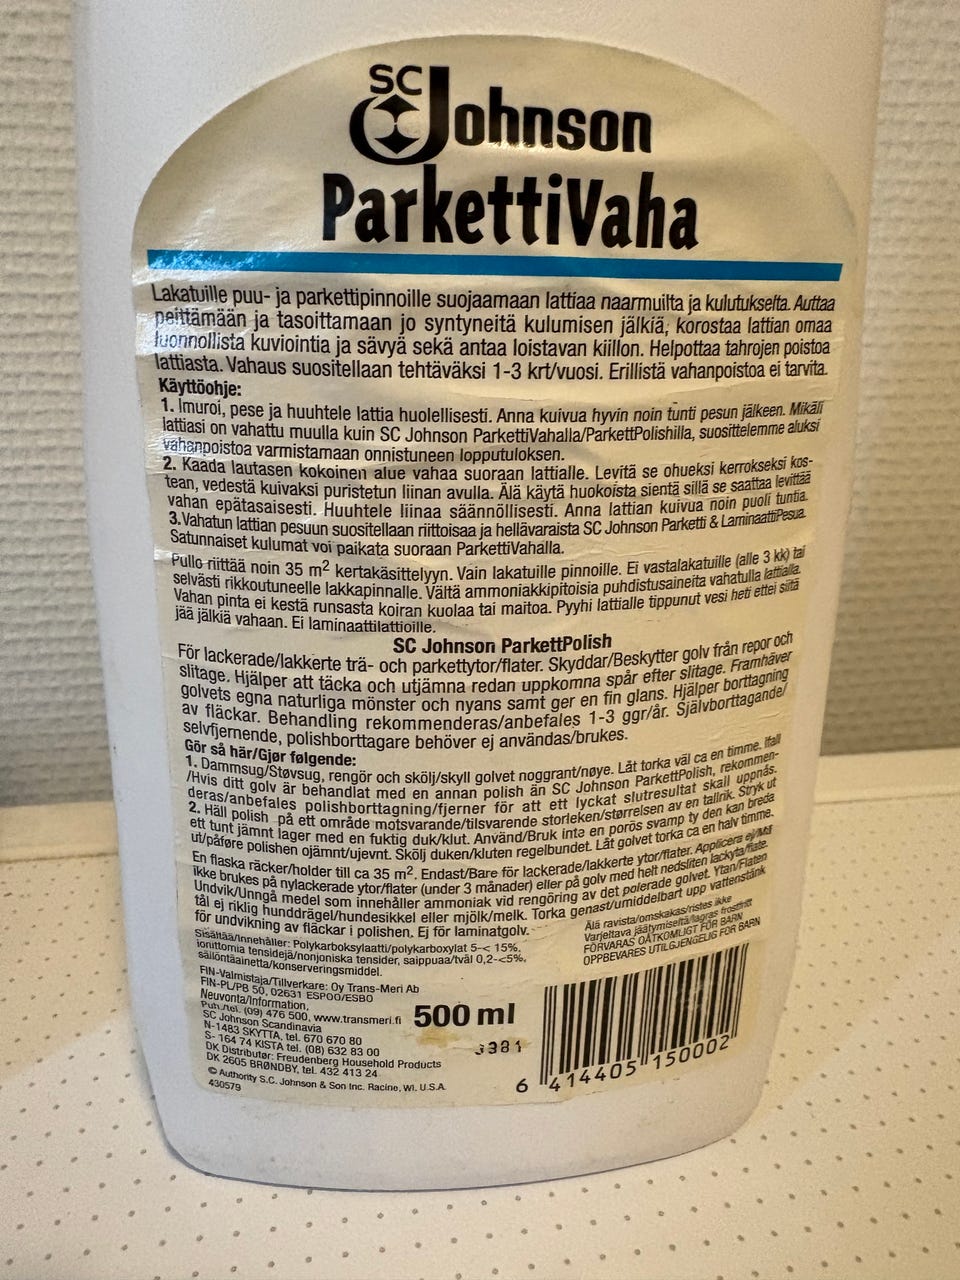 SC Johnson
ParkettiVaha
Lakatuille puu- ja parkettipinnoille suojaamaan lattiaa naarmuilta ja kulutukselta. Auttaa
peittämään ja tasoittamaan jo syntyneitä kulumisen jälkiä, korostaa lattian omaa
luonnollista kuviointia ja sävyä sekä antaa loistavan kiillon. Helpottaa tahrojen poistoa
lattiasta. Vahaus suositellaan tehtäväksi 1-3 krt/vuosi. Erillistä vahanpoistoa ei tarvita.
Käyttöohje:
1. Imuroi, pese ja huuhtele lattia huolellisesti. Anna kuivua hyvin noin tunti pesun jälkeen. Mikäli
lattiasi on vahattu muulla kuin SC Johnson ParkettiVahalla/ParkettPolishilla, suosittelemme aluksi
vahanpoistoa varmistamaan onnistuneen lopputuloksen.
2. Kaada lautasen kokoinen alue vahaa suoraan lattialle. Levitä se ohueksi kerrokseksi kos-
tean, vedestä kuivaksi puristetun liinan avulla. Älä käytä huokoista sientä sillä se saattaa levittää
vahan epätasaisesti. Huuhtele liinaa säännöllisesti. Anna lattian kuivua noin puoli tuntia.
3.Vahatun lattian pesuun suositellaan riittoisaa ja hellävaraista SC Johnson Parketti & LaminaattiPesua.
Satunnaiset kulumat voi paikata suoraan ParkettiVahalla.
Pullo riittää noin 35 m² kertakäsittelyyn. Vain lakatuille pinnoille. Ei vastalakatuille (alle 3 kk) tai
selvästi rikkoutuneelle lakkapinnalle. Vältä ammoniakkipitoisia puhdistusaineita vahatulla lattialla.
Vahan pinta ei kestä runsasta koiran kuolaa tai maitoa. Pyyhi lattialle tippunut vesi heti ettei siitä
jää jälkiä vahaan. Ei laminaattilattioille.
SC Johnson ParkettPolish
För lackerade/lakkerte trä- och parkettytor/flater. Skyddar/Beskytter golv från repor och
slitage. Hjälper att täcka och utjämna redan uppkomna spår efter slitage. Framhäver
golvets egna naturliga mönster och nyans samt ger en fin glans. Hjälper borttagning
av fläckar. Behandling rekommenderas/anbefales 1-3 ggr/år. Självborttagande/
selvfjernende, polishborttagare behöver ej användas/brukes.
Gör så här/Gjør følgende:
1. Dammsug/Støvsug, rengör och skölj/skyll golvet noggrant/nøye. Låt torka väl ca en timme. Ifall
/Hvis ditt golv är behandlat med en annan polish än SC Johnson ParkettPolish, rekommen-
deras/anbefales polishborttagning/fjerner för att ett lyckat slutresultat skall uppnås.
2. Häll polish på ett område motsvarande/tilsvarende storleken/størrelsen av en tallrik. Stryk ut
ett tunt jämnt lager med en fuktig duk/klut. Använd/Bruk inte en porös svamp ty den kan breda
ut/påføre polishen ojämnt/ujevnt. Skölj duken/kluten regelbundet. Låt golvet torka ca en halv timme.
En flaska räcker/holder till ca 35 m². Endast/Bare för lackerade/lakkerte ytor/flater. Applicera ej/Må
ikke brukes på nylackerade ytor/flater (under 3 månader) eller på golv med helt nedsliten lackyta/flate.
Undvik/Unngå medel som innehåller ammoniak vid rengöring av det polerade golvet. Ytan/Flaten
tål ej riklig hunddrägel/hundesikkel eller mjölk/melk. Torka genast/umiddelbart upp vattenstänk
för undvikning av fläckar i polishen. Ej för laminatgolv.
Älä ravista/omskakas/ristes ikke
Varjeltava jäätymiseltä/lagras frostfritt
FÖRVARAS OÅTKOMLIGT FÖR BARN
OPPBEVARES UTILGJENGELIG FOR BARN
Sisältää/Innehåller: Polykarboksylaatti/polykarboxylat 5-< 15%,
ionittomia tensidejä/nonjoniska tensider, saippuaa/tvål 0,2-<5%,
säilöntäainetta/konserveringsmiddel.
FIN-Valmistaja/Tillverkare: Oy Trans-Meri Ab
FIN-PL/PB 50, 02631 ESPOO/ESBO
Neuvonta/Information,
Puh./tel. (09) 476 500, www.transmeri.fi
SC Johnson Scandinavia
N-1483 SKYTTA, tel. 670 670 80
S- 164 74 KISTA tel. (08) 632 83 00
DK Distributør: Freudenberg Household Products
DK 2605 BRØNDBY, tel. 432 413 24
© Authority S.C. Johnson & Son Inc. Racine, WI. U.S.A.
430579
500 ml
3381
6 414405 150002